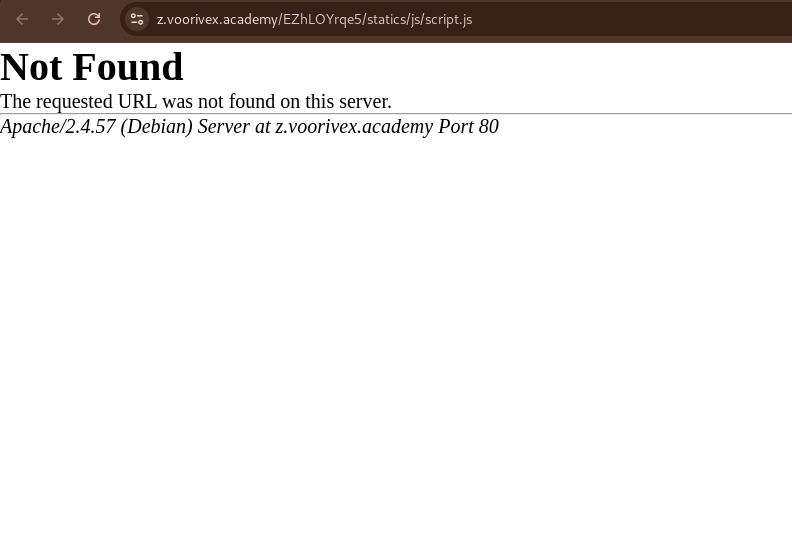 z.voorivex.academy/EZhLOYrqe5/statics/js/script.js
Not Found
The requested URL was not found on this server.
Apache/2.4.57 (Debian) Server at z.voorivex.academy Port 80